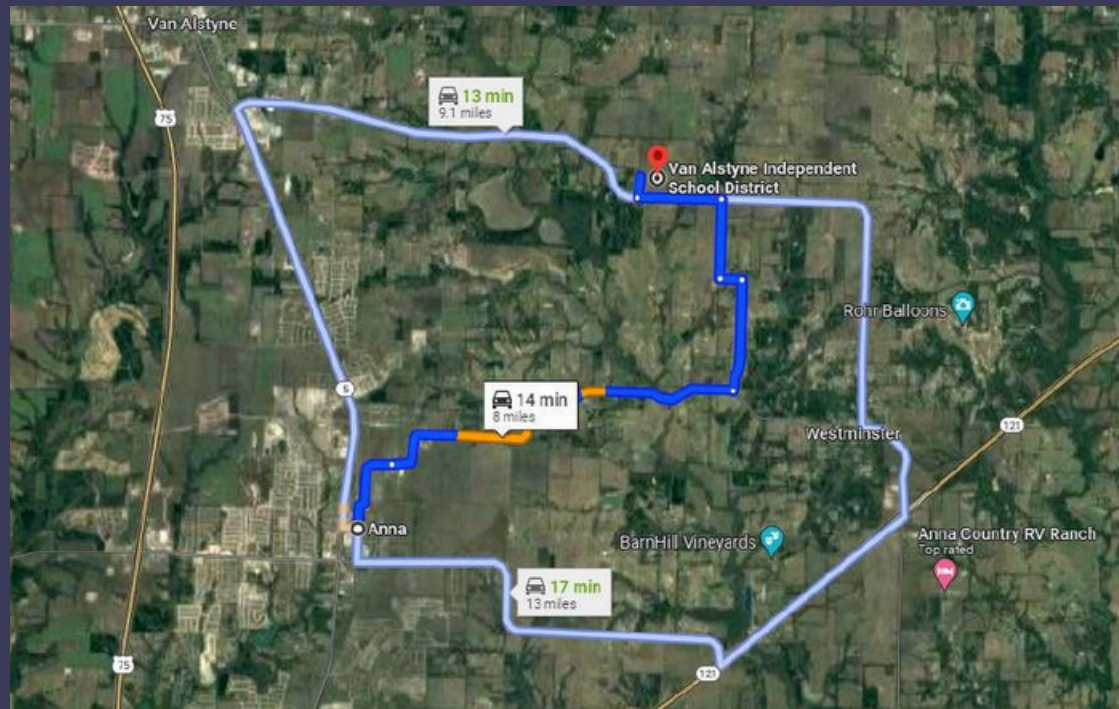 Van Alstyne
13 min
9.1 miles
75
Van Alstyne Independent
School District
Rohr Balloons
5
14 min
8 miles
121
Westminster
Anna
BarnHill Vineyards
Anna Country RV Ranch
Top rated
17 min
13 miles
75
121